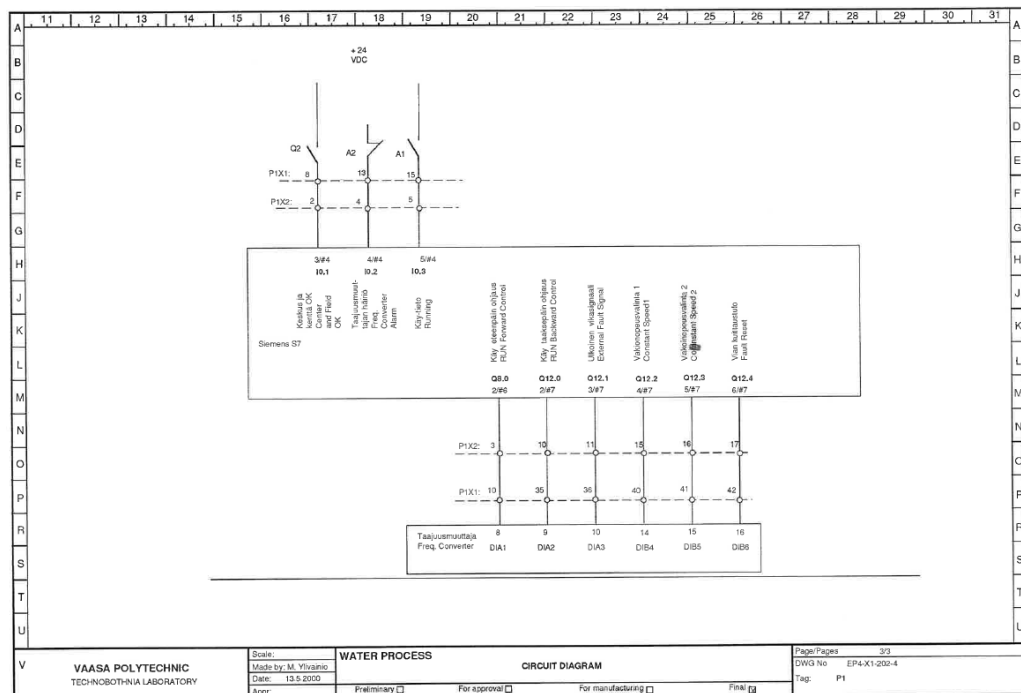 11 12 13 14 15 15 16 17 18 19 20 21 22 23 24 25 26 27 28 29 30 31
A A
B B
C C
D D
E E
F F
G G
H H
J J
K K
L L
M M
N N
O O
P P
R R
S S
T T
U U
V
+ 24
VDC
Q2 A2 A1
P1X1: 8 13 15
P1X2: 2 4 5
3/#4 4/#4 5/#4
I0.1 I0.2 I0.3
Keskus ja
kenttä OK
Center
and Field
OK
Taajuusmuut-
tajan häiriö
Freq.
Converter
Alarm
Käy-tieto
Running
Siemens S7
Käy eteenpäin ohjaus
RUN Forward Control
Käy taaksepäin ohjaus
RUN Backward Control
Ulkoinen vikasignaali
External Fault Signal
Vakionopeusvalinta 1
Constant Speed1
Vakionopeusvalinta 2
Constant Speed 2
Vian kuittaustulo
Fault Reset
Q8.0 Q12.0 Q12.1 Q12.2 Q12.3 Q12.4
2/#6 2/#7 3/#7 4/#7 5/#7 6/#7
P1X2: 3 10 11 15 16 17
P1X1: 10 35 36 40 41 42
Taajuusmuuttaja 8 9 10 14 15 16
Freq. Converter DIA1 DIA2 DIA3 DIB4 DIB5 DIB6
VAASA POLYTECHNIC
TECHNOBOTHNIA LABORATORY
Scale:
Made by: M. Ylivainio
Date: 13.5 2000
Appr:
WATER PROCESS
CIRCUIT DIAGRAM
Preliminary For approval For manufacturing Final
Page/Pages 3/3
DWG No EP4-X1-202-4
Tag: P1